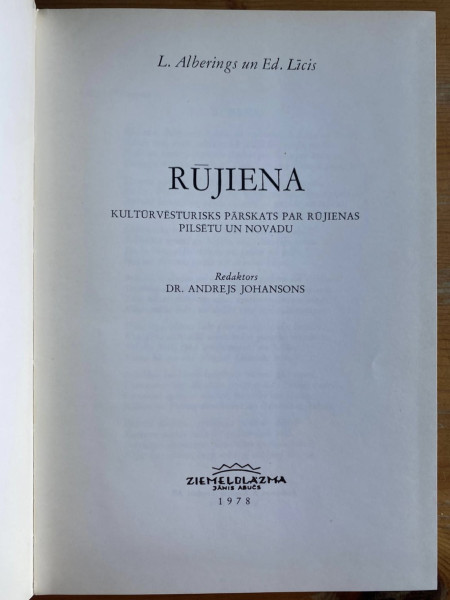 L. Alberings un Ed. Līcis
RŪJIENA
KULTŪRVĒSTURISKS PĀRSKATS PAR RŪJIENAS
PILSĒTU UN NOVADU
Redaktors
DR. ANDREJS JOHANSONS
ZIEMEĻBLĀZMA
JĀNIS ABUČS
1978